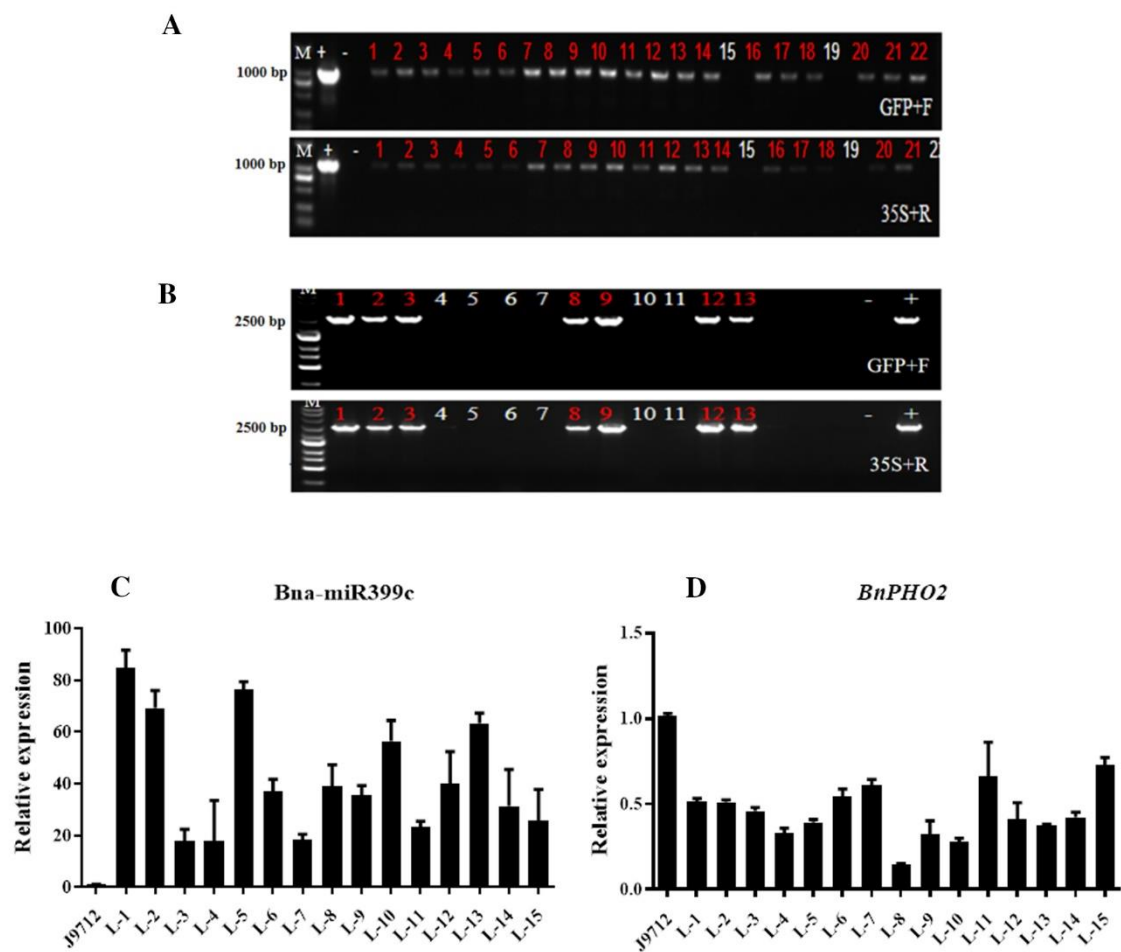 A
M + - 1 2 3 4 5 6 7 8 9 10 11 12 13 14 15 16 17 18 19 20 21 22
1000 bp
GFP+F
M + - 1 2 3 4 5 6 7 8 9 10 11 12 13 14 15 16 17 18 19 20 21
1000 bp
35S+R
B
M 1 2 3 4 5 6 7 8 9 10 11 12 13 - +
2500 bp
GFP+F
M 1 2 3 4 5 6 7 8 9 10 11 12 13 - +
2500 bp
35S+R
C
Bna-miR399c
Relative expression
100
80
60
40
20
0
J9712 L-1 L-2 L-3 L-4 L-5 L-6 L-7 L-8 L-9 L-10 L-11 L-12 L-13 L-14 L-15
D
BnPHO2
Relative expression
1.5
1.0
0.5
0.0
J9712 L-1 L-2 L-3 L-4 L-5 L-6 L-7 L-8 L-9 L-10 L-11 L-12 L-13 L-14 L-15